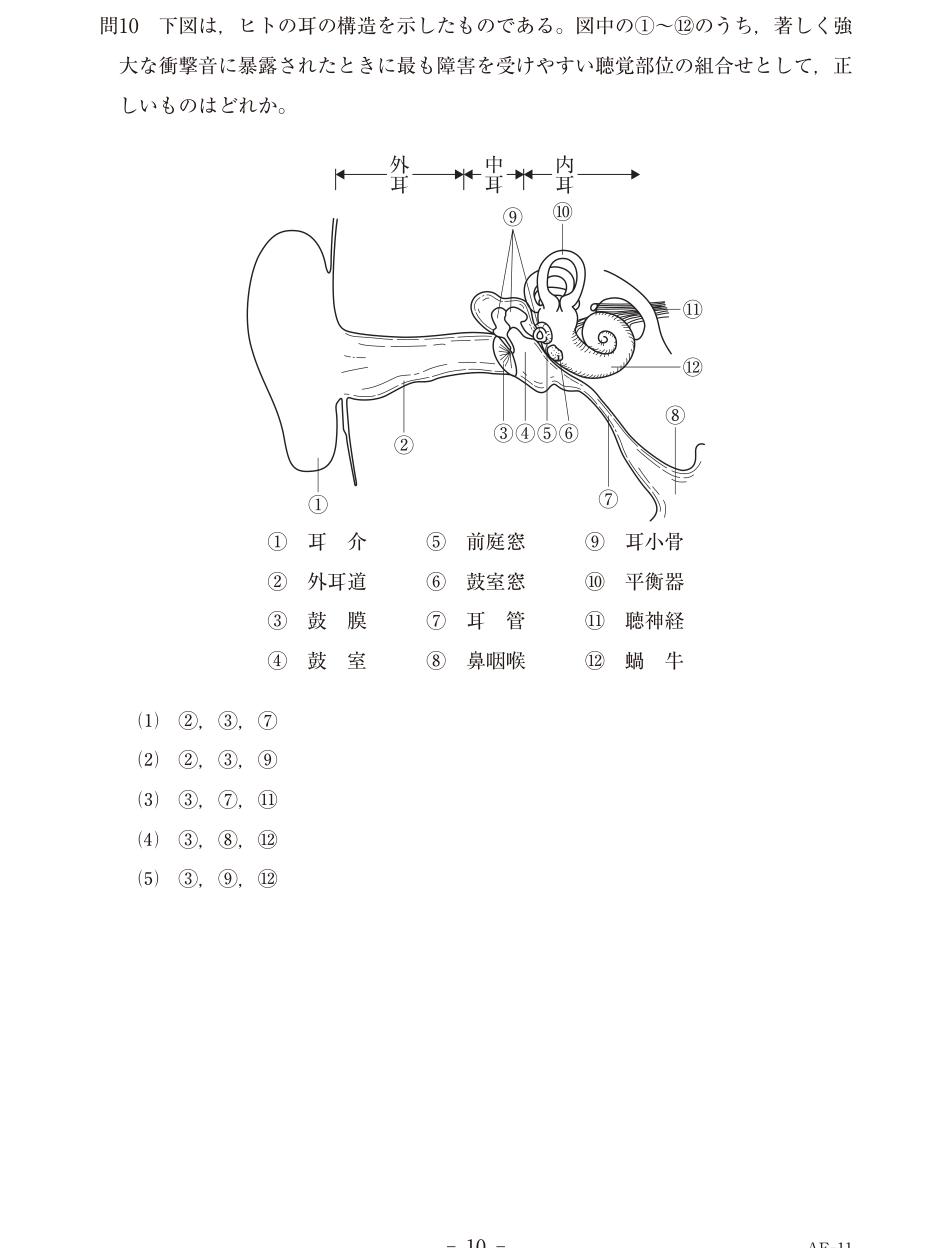 問10 下図は，ヒトの耳の構造を示したものである。図中の①～⑫のうち，著しく強
大な衝撃音に暴露されたときに最も障害を受けやすい聴覚部位の組合せとして，正
しいものはどれか。
外耳 中耳 内耳
⑨ ⑩
⑪
⑫
③ ④ ⑤ ⑥ ⑧
②
⑦
①
① 耳　介 ⑤ 前庭窓 ⑨ 耳小骨
② 外耳道 ⑥ 鼓室窓 ⑩ 平衡器
③ 鼓　膜 ⑦ 耳　管 ⑪ 聴神経
④ 鼓　室 ⑧ 鼻咽喉 ⑫ 蝸　牛
(1) ②，③，⑦
(2) ②，③，⑨
(3) ③，⑦，⑪
(4) ③，⑧，⑫
(5) ③，⑨，⑫
－ 10 －